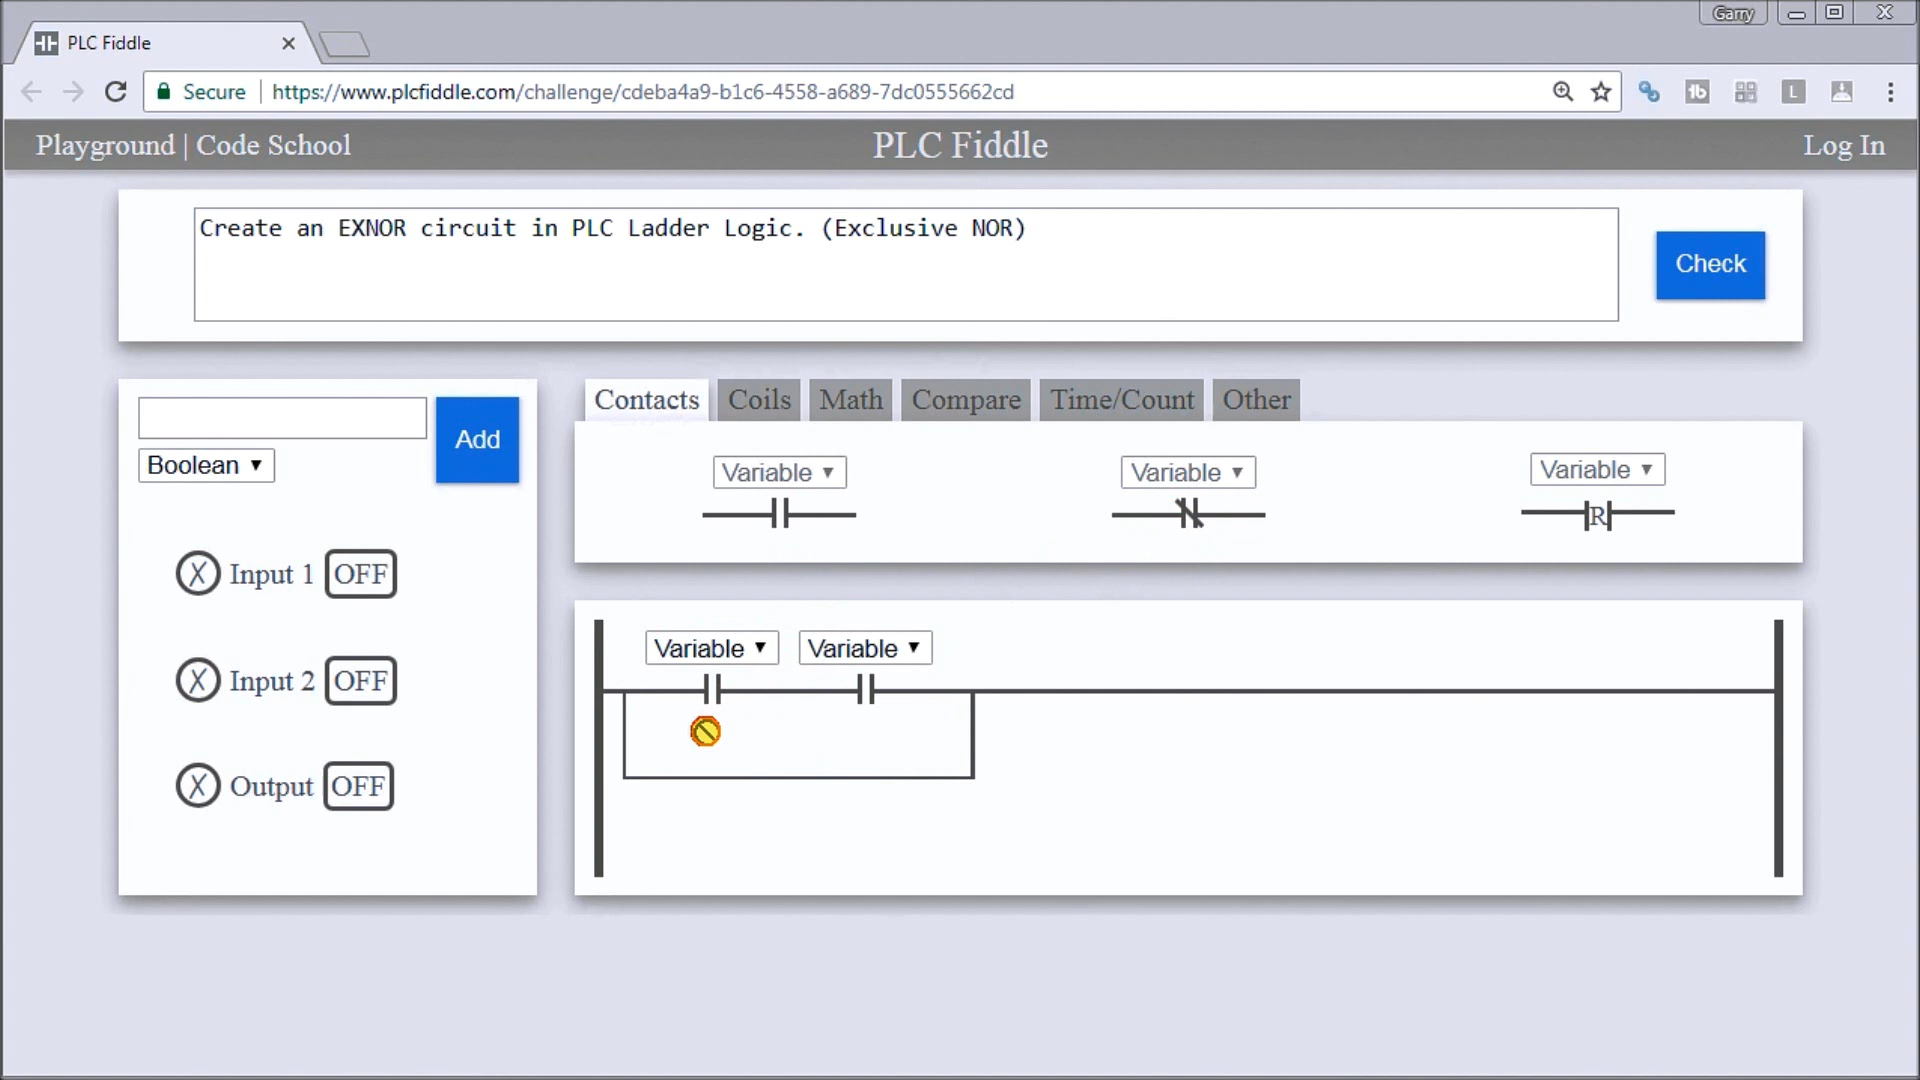 Garry
PLC Fiddle
Secure https://www.plcfiddle.com/challenge/cdeba4a9-b1c6-4558-a689-7dc0555662cd
Playground | Code School
PLC Fiddle
Log In
Create an EXNOR circuit in PLC Ladder Logic. (Exclusive NOR)
Check
Add
Boolean
Input 1 OFF
Input 2 OFF
Output OFF
Contacts Coils Math Compare Time/Count Other
Variable Variable Variable
R
Variable Variable